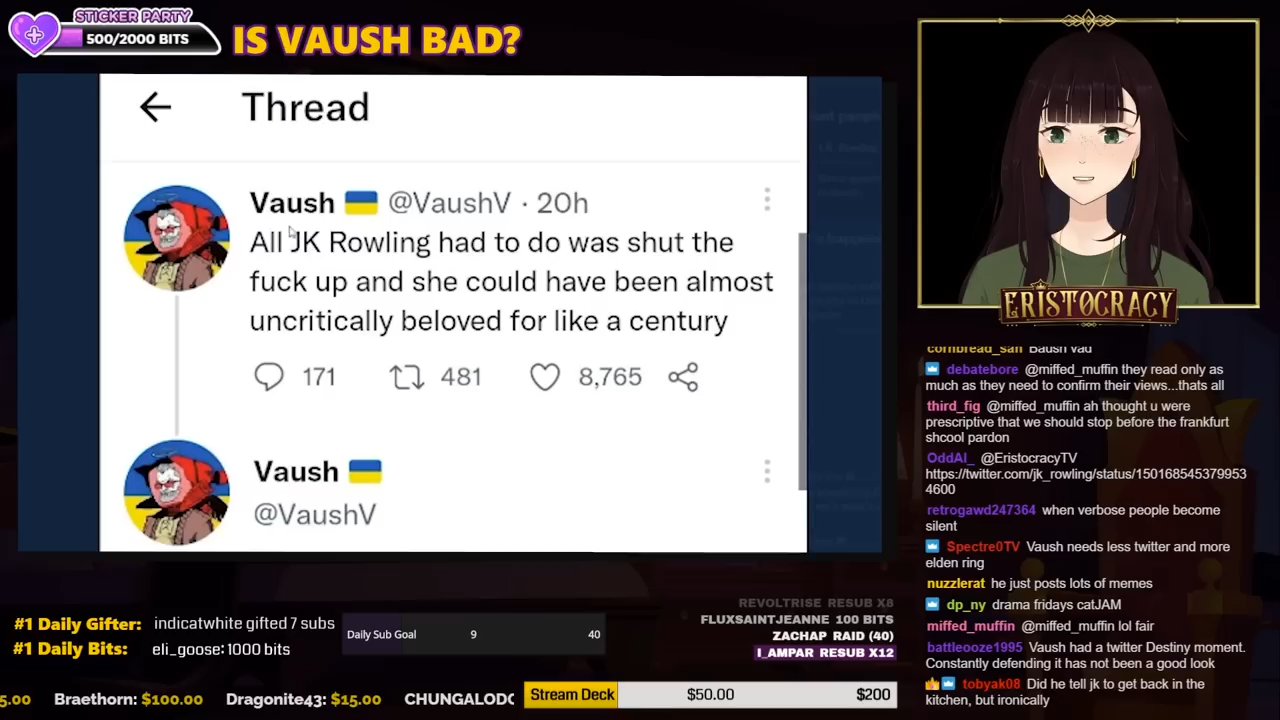 STICKER PARTY
500/2000 BITS
IS VAUSH BAD?
Thread
Vaush @VaushV · 20h
All JK Rowling had to do was shut the
fuck up and she could have been almost
uncritically beloved for like a century
171 481 8,765
Vaush
@VaushV
ERISTOCRACY
cornbread_san Baush vad
debatebore @miffed_muffin they read only as
much as they need to confirm their views...thats all
third_fig @miffed_muffin ah thought u were
prescriptive that we should stop before the frankfurt
shcool pardon
OddAl_ @EristocracyTV
https://twitter.com/jk_rowling/status/150168545379953
4600
retrogawd247364 when verbose people become
silent
Spectre0TV Vaush needs less twitter and more
elden ring
nuzzlerat he just posts lots of memes
dp_ny drama fridays catJAM
miffed_muffin @miffed_muffin lol fair
battleooze1995 Vaush had a twitter Destiny moment.
Constantly defending it has not been a good look
tobyak08 Did he tell jk to get back in the
kitchen, but ironically
#1 Daily Gifter: indicatwhite gifted 7 subs
#1 Daily Bits: eli_goose: 1000 bits
Daily Sub Goal 9 40
REVOLTRISE RESUB X8
FLUXSAINTJEANNE 100 BITS
ZACHAP RAID (40)
I_AMPAR RESUB X12
5.00 Braethorn: $100.00 Dragonite43: $15.00 CHUNGALODO
Stream Deck $50.00 $200